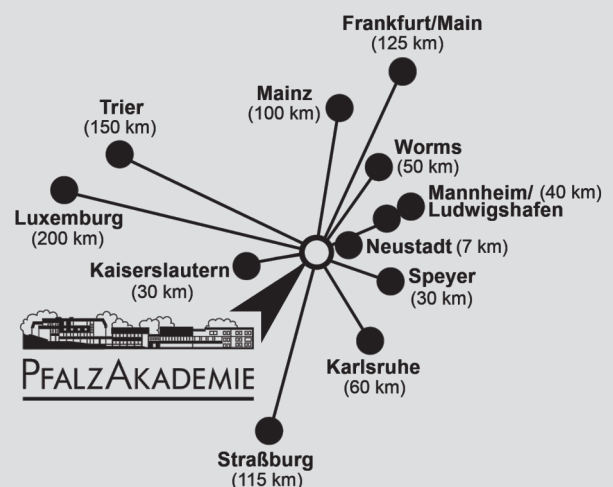 Frankfurt/Main
(125 km)
Mainz
(100 km)
Trier
(150 km)
Worms
(50 km)
Mannheim/ (40 km)
Ludwigshafen
Luxemburg
(200 km)
Neustadt (7 km)
Kaiserslautern
(30 km)
Speyer
(30 km)
PFALZAKADEMIE
Karlsruhe
(60 km)
Straßburg
(115 km)